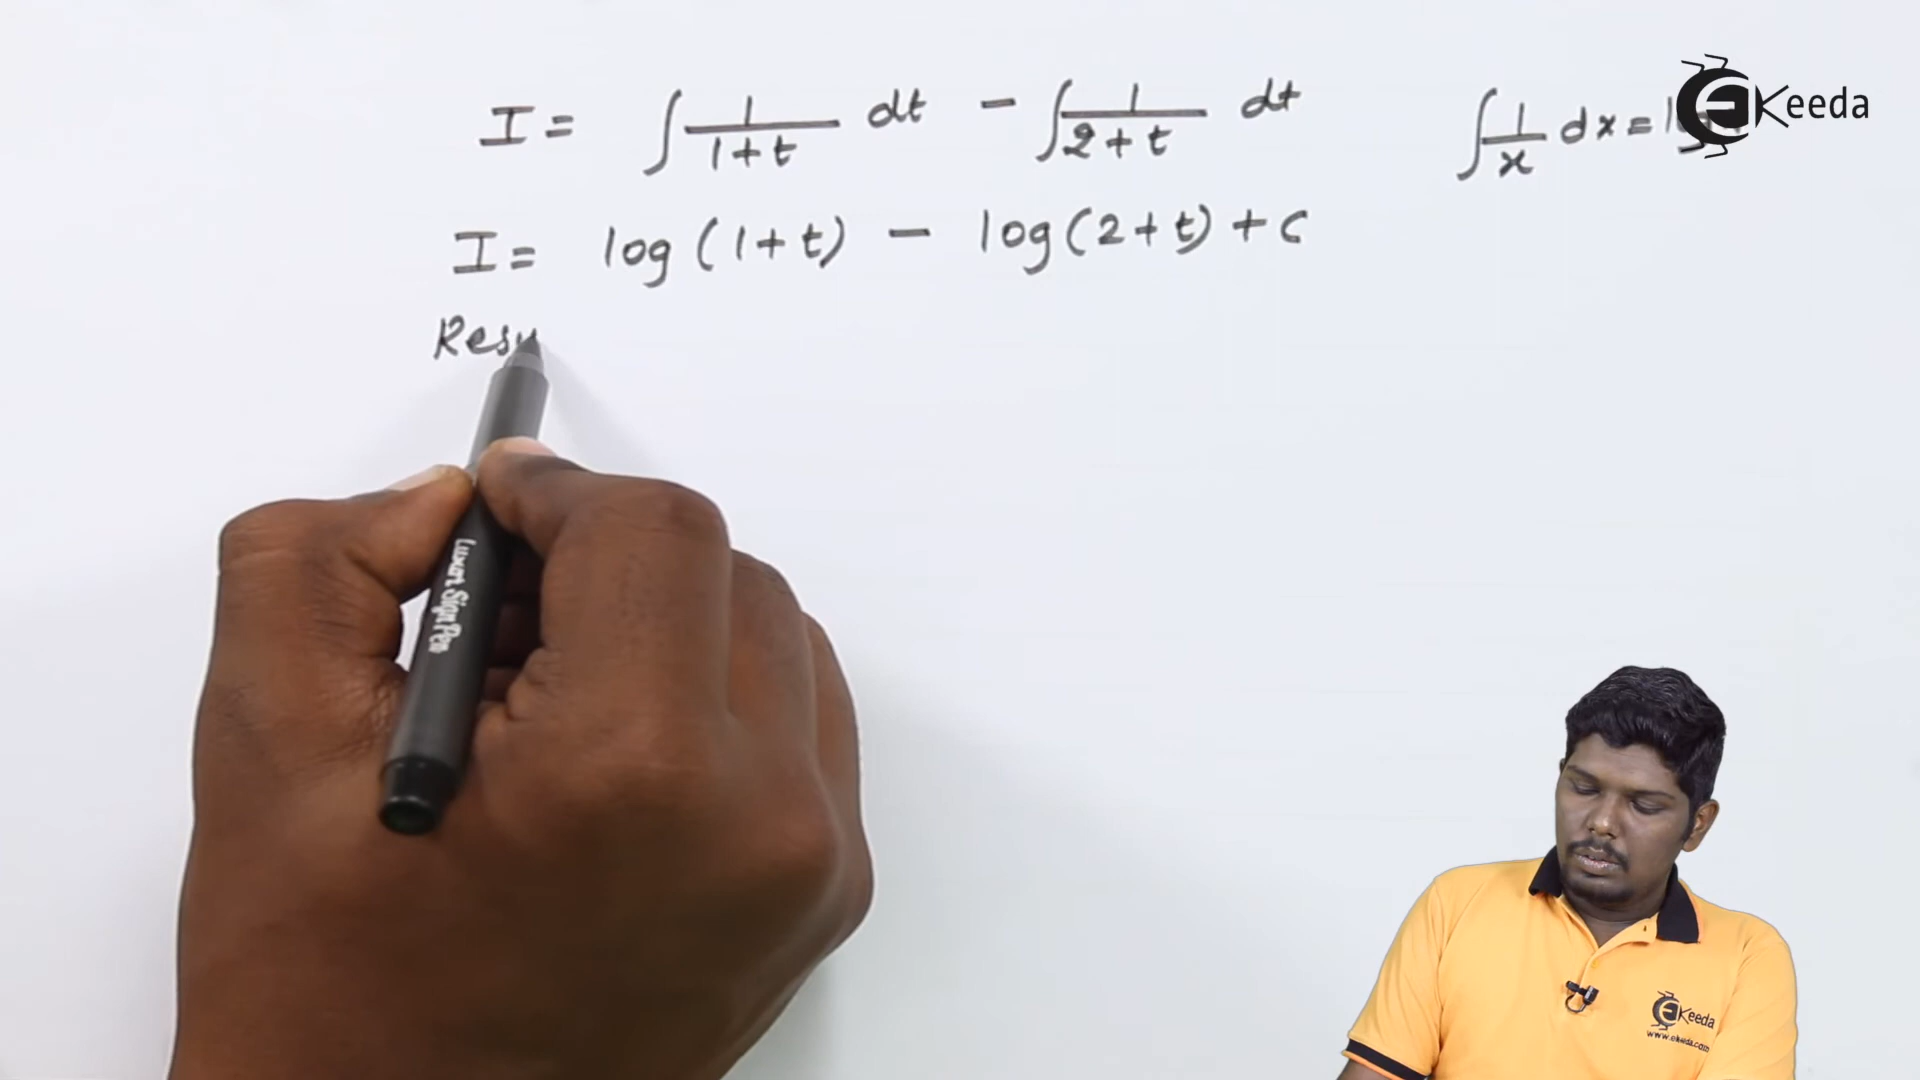 I = ∫ 1/(1+t) dt - ∫ 1/(2+t) dt
∫ 1/x dx =
Keeda
I = log(1+t) - log(2+t) + c
Resu
Luxor Sign Pen
Keeda
www.ekeeda.com